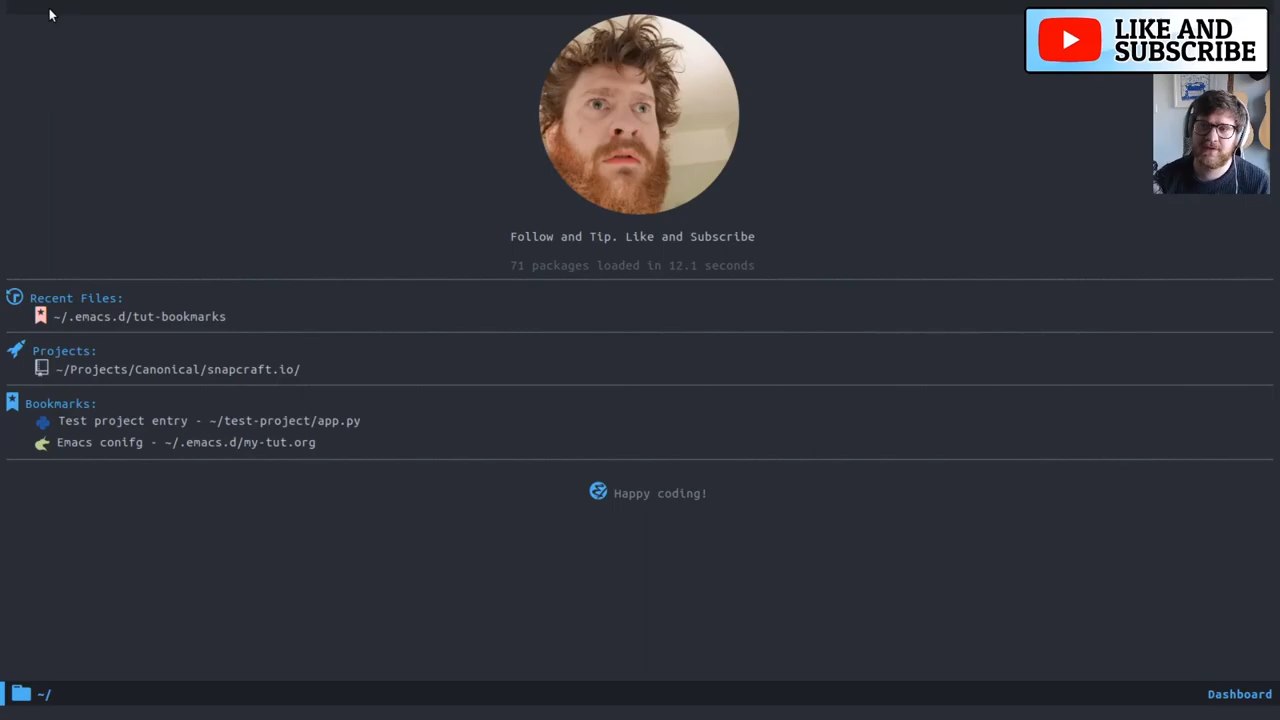 LIKE AND
SUBSCRIBE
Follow and Tip. Like and Subscribe
71 packages loaded in 12.1 seconds
Recent Files:
~/.emacs.d/tut-bookmarks
Projects:
~/Projects/Canonical/snapcraft.io/
Bookmarks:
Test project entry - ~/test-project/app.py
Emacs conifg - ~/.emacs.d/my-tut.org
Happy coding!
~/
Dashboard